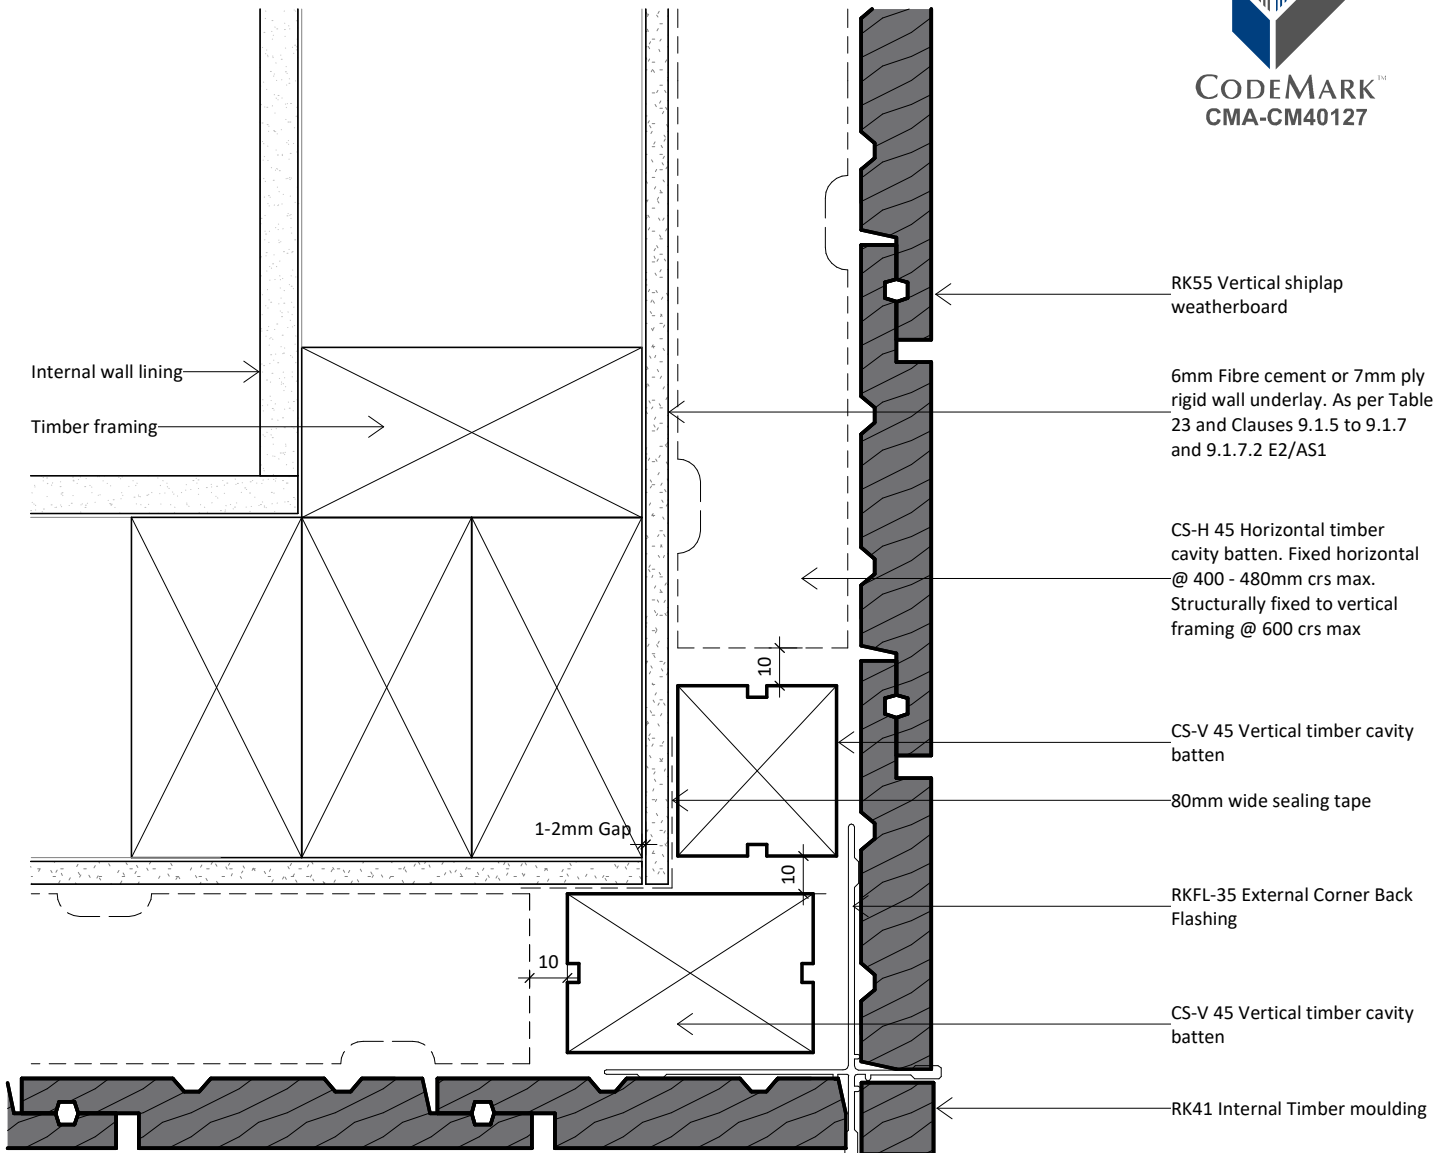 CODEMARK™
CMA-CM40127
RK55 Vertical shiplap
weatherboard
Internal wall lining
6mm Fibre cement or 7mm ply
rigid wall underlay. As per Table
23 and Clauses 9.1.5 to 9.1.7
and 9.1.7.2 E2/AS1
Timber framing
CS-H 45 Horizontal timber
cavity batten. Fixed horizontal
@ 400 - 480mm crs max.
Structurally fixed to vertical
framing @ 600 crs max
10
CS-V 45 Vertical timber cavity
batten
80mm wide sealing tape
1-2mm Gap
10
RKFL-35 External Corner Back
Flashing
10
CS-V 45 Vertical timber cavity
batten
RK41 Internal Timber moulding